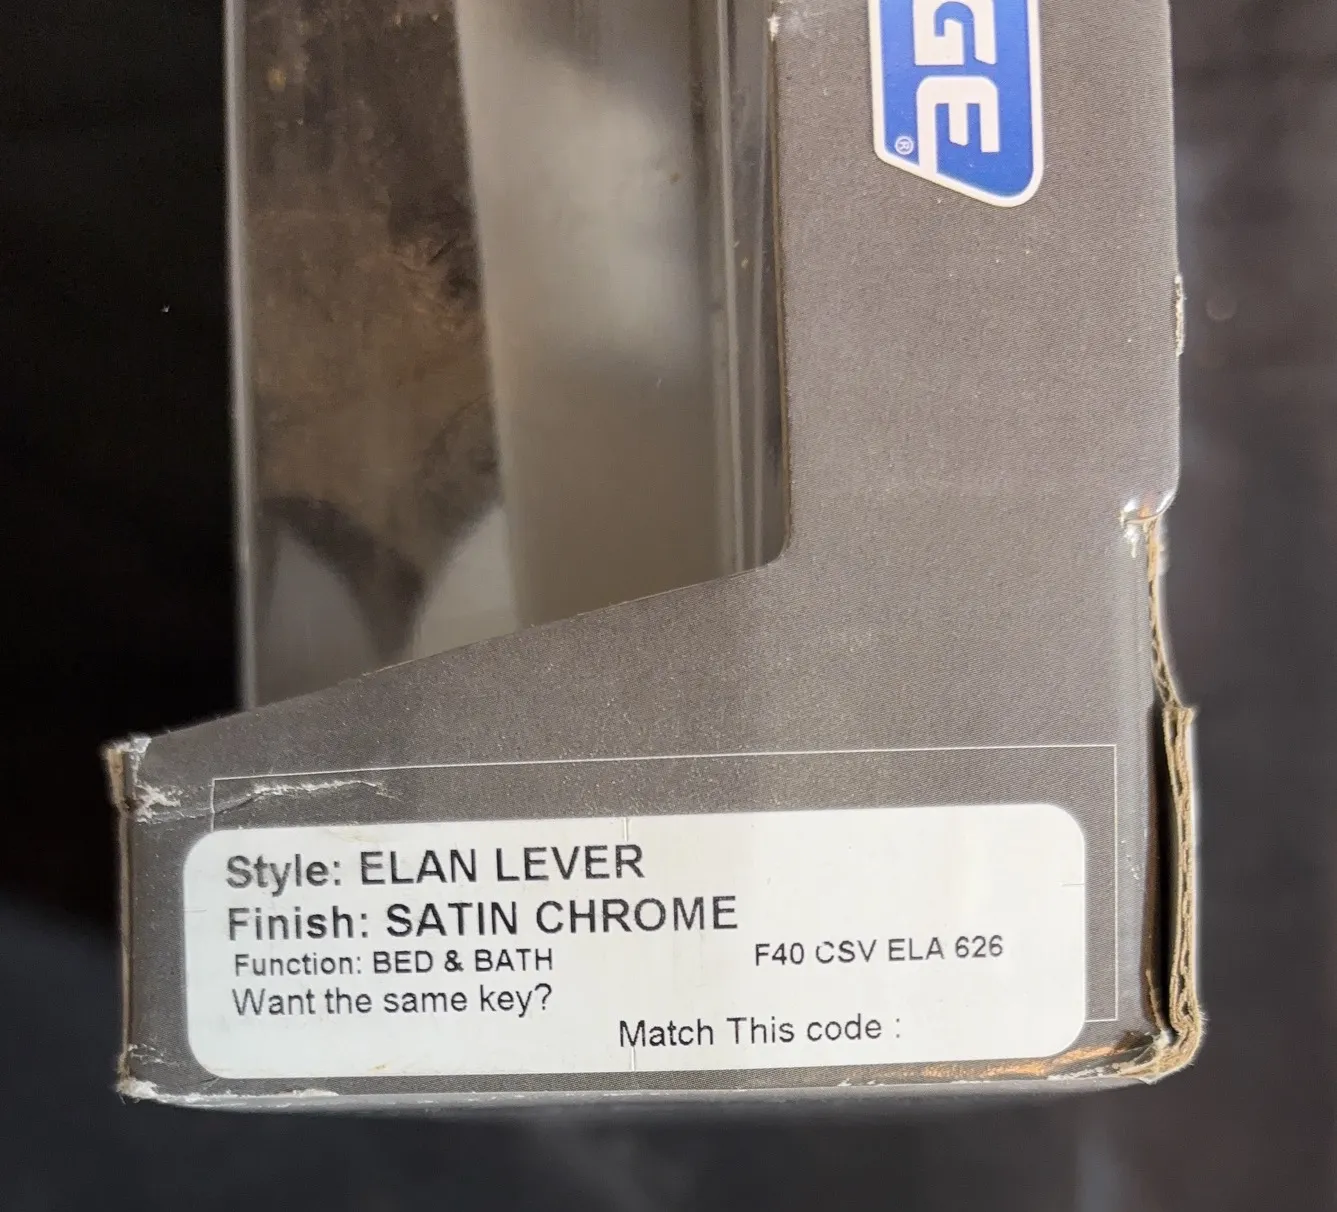 GE
®
Style: ELAN LEVER
Finish: SATIN CHROME
Function: BED & BATH
F40 CSV ELA 626
Want the same key?
Match This code :